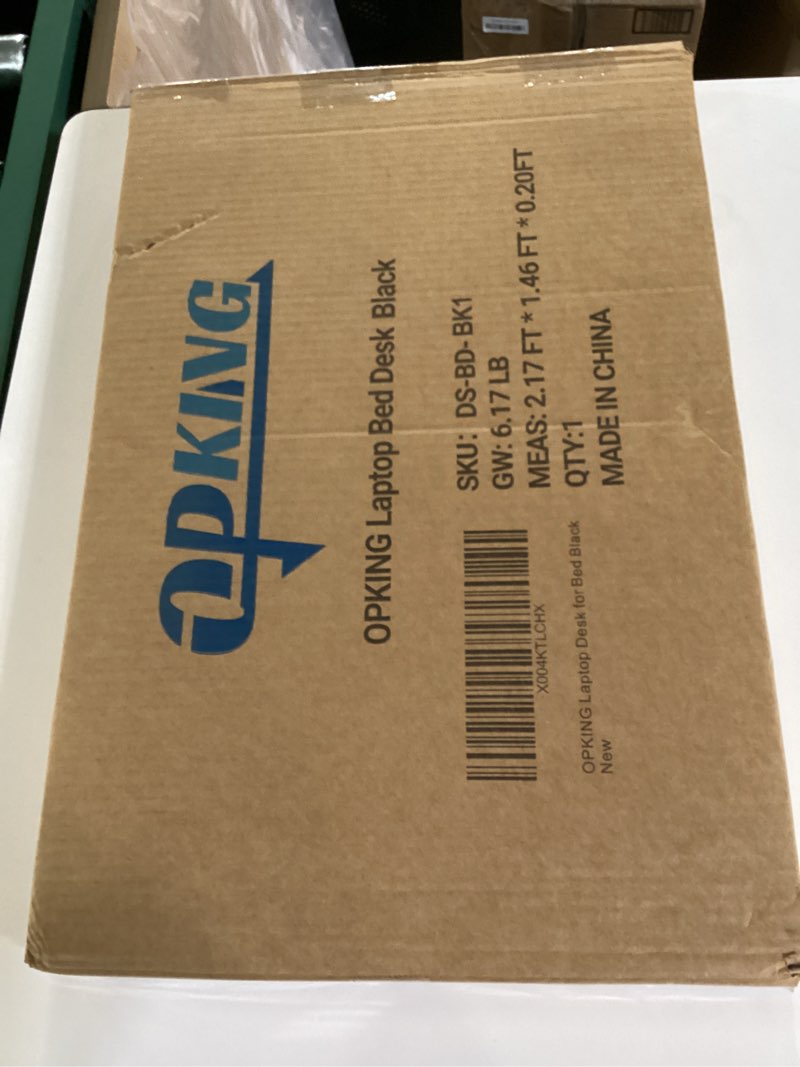 OPKING
OPKING Laptop Bed Desk Black
SKU: DS-BD-BK1
GW: 6.17 LB
MEAS: 2.17 FT * 1.46 FT * 0.20FT
QTY:1
MADE IN CHINA
X004KTLCHX
OPKING Laptop Desk for Bed Black
New